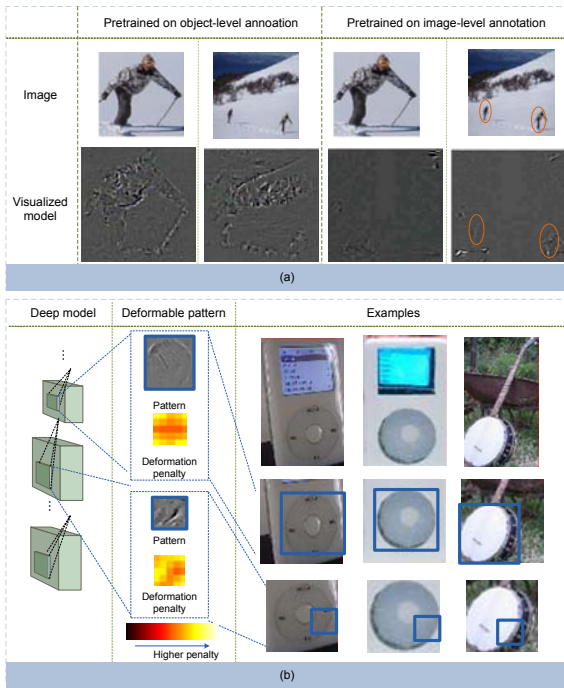 Pretrained on object-level annoation
Pretrained on image-level annotation
Image
Visualized model
(a)
Deep model
Deformable pattern
Examples
Pattern
Deformation
penalty
Pattern
Deformation
penalty
Higher penalty
(b)